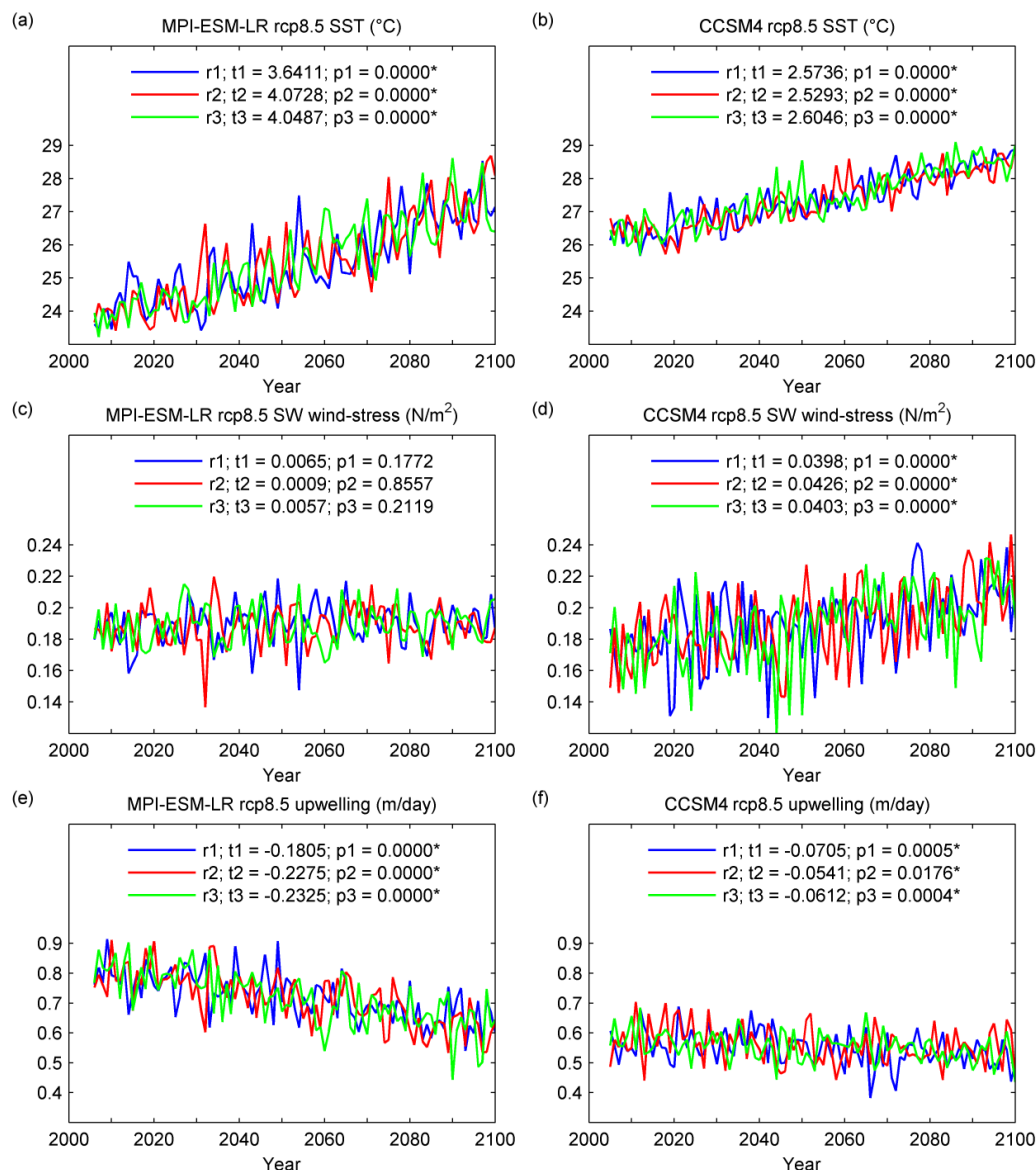 (a) MPI-ESM-LR rcp8.5 SST (°C)
r1; t1 = 3.6411; p1 = 0.0000*
r2; t2 = 4.0728; p2 = 0.0000*
r3; t3 = 4.0487; p3 = 0.0000*
29
28
27
26
25
24
23
2000 2020 2040 2060 2080 2100
Year
(b) CCSM4 rcp8.5 SST (°C)
r1; t1 = 2.5736; p1 = 0.0000*
r2; t2 = 2.5293; p2 = 0.0000*
r3; t3 = 2.6046; p3 = 0.0000*
29
28
27
26
25
24
23
2000 2020 2040 2060 2080 2100
Year
(c) MPI-ESM-LR rcp8.5 SW wind-stress (N/m²)
r1; t1 = 0.0065; p1 = 0.1772
r2; t2 = 0.0009; p2 = 0.8557
r3; t3 = 0.0057; p3 = 0.2119
0.24
0.22
0.2
0.18
0.16
0.14
2000 2020 2040 2060 2080 2100
Year
(d) CCSM4 rcp8.5 SW wind-stress (N/m²)
r1; t1 = 0.0398; p1 = 0.0000*
r2; t2 = 0.0426; p2 = 0.0000*
r3; t3 = 0.0403; p3 = 0.0000*
0.24
0.22
0.2
0.18
0.16
0.14
2000 2020 2040 2060 2080 2100
Year
(e) MPI-ESM-LR rcp8.5 upwelling (m/day)
r1; t1 = -0.1805; p1 = 0.0000*
r2; t2 = -0.2275; p2 = 0.0000*
r3; t3 = -0.2325; p3 = 0.0000*
0.9
0.8
0.7
0.6
0.5
0.4
2000 2020 2040 2060 2080 2100
Year
(f) CCSM4 rcp8.5 upwelling (m/day)
r1; t1 = -0.0705; p1 = 0.0005*
r2; t2 = -0.0541; p2 = 0.0176*
r3; t3 = -0.0612; p3 = 0.0004*
0.9
0.8
0.7
0.6
0.5
0.4
2000 2020 2040 2060 2080 2100
Year